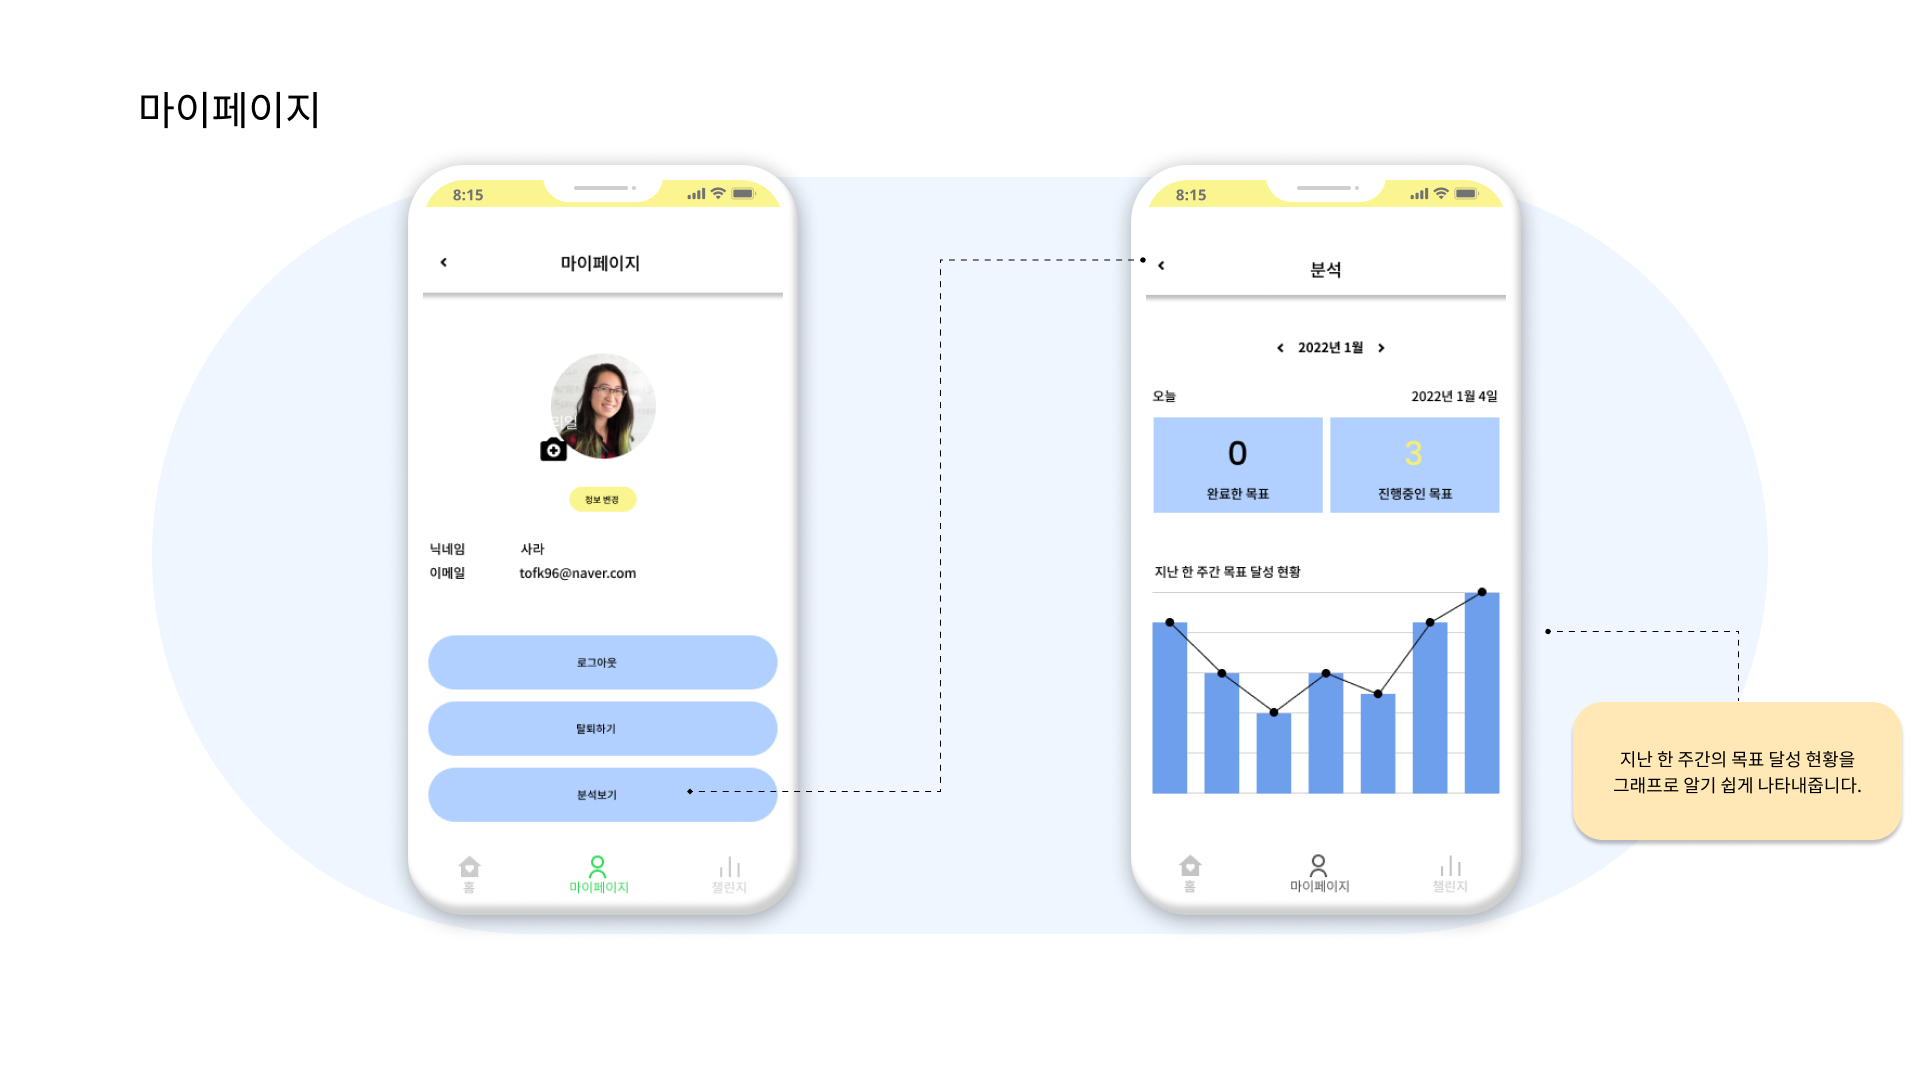 마이페이지
8:15
마이페이지
정보 변경
닉네임 사라
이메일 tofk96@naver.com
로그아웃
탈퇴하기
분석보기
홈 마이페이지 챌린지
8:15
분석
2022년 1월
오늘 2022년 1월 4일
0 3
완료한 목표 진행중인 목표
지난 한 주간 목표 달성 현황
홈 마이페이지 챌린지
지난 한 주간의 목표 달성 현황을
그래프로 알기 쉽게 나타내줍니다.